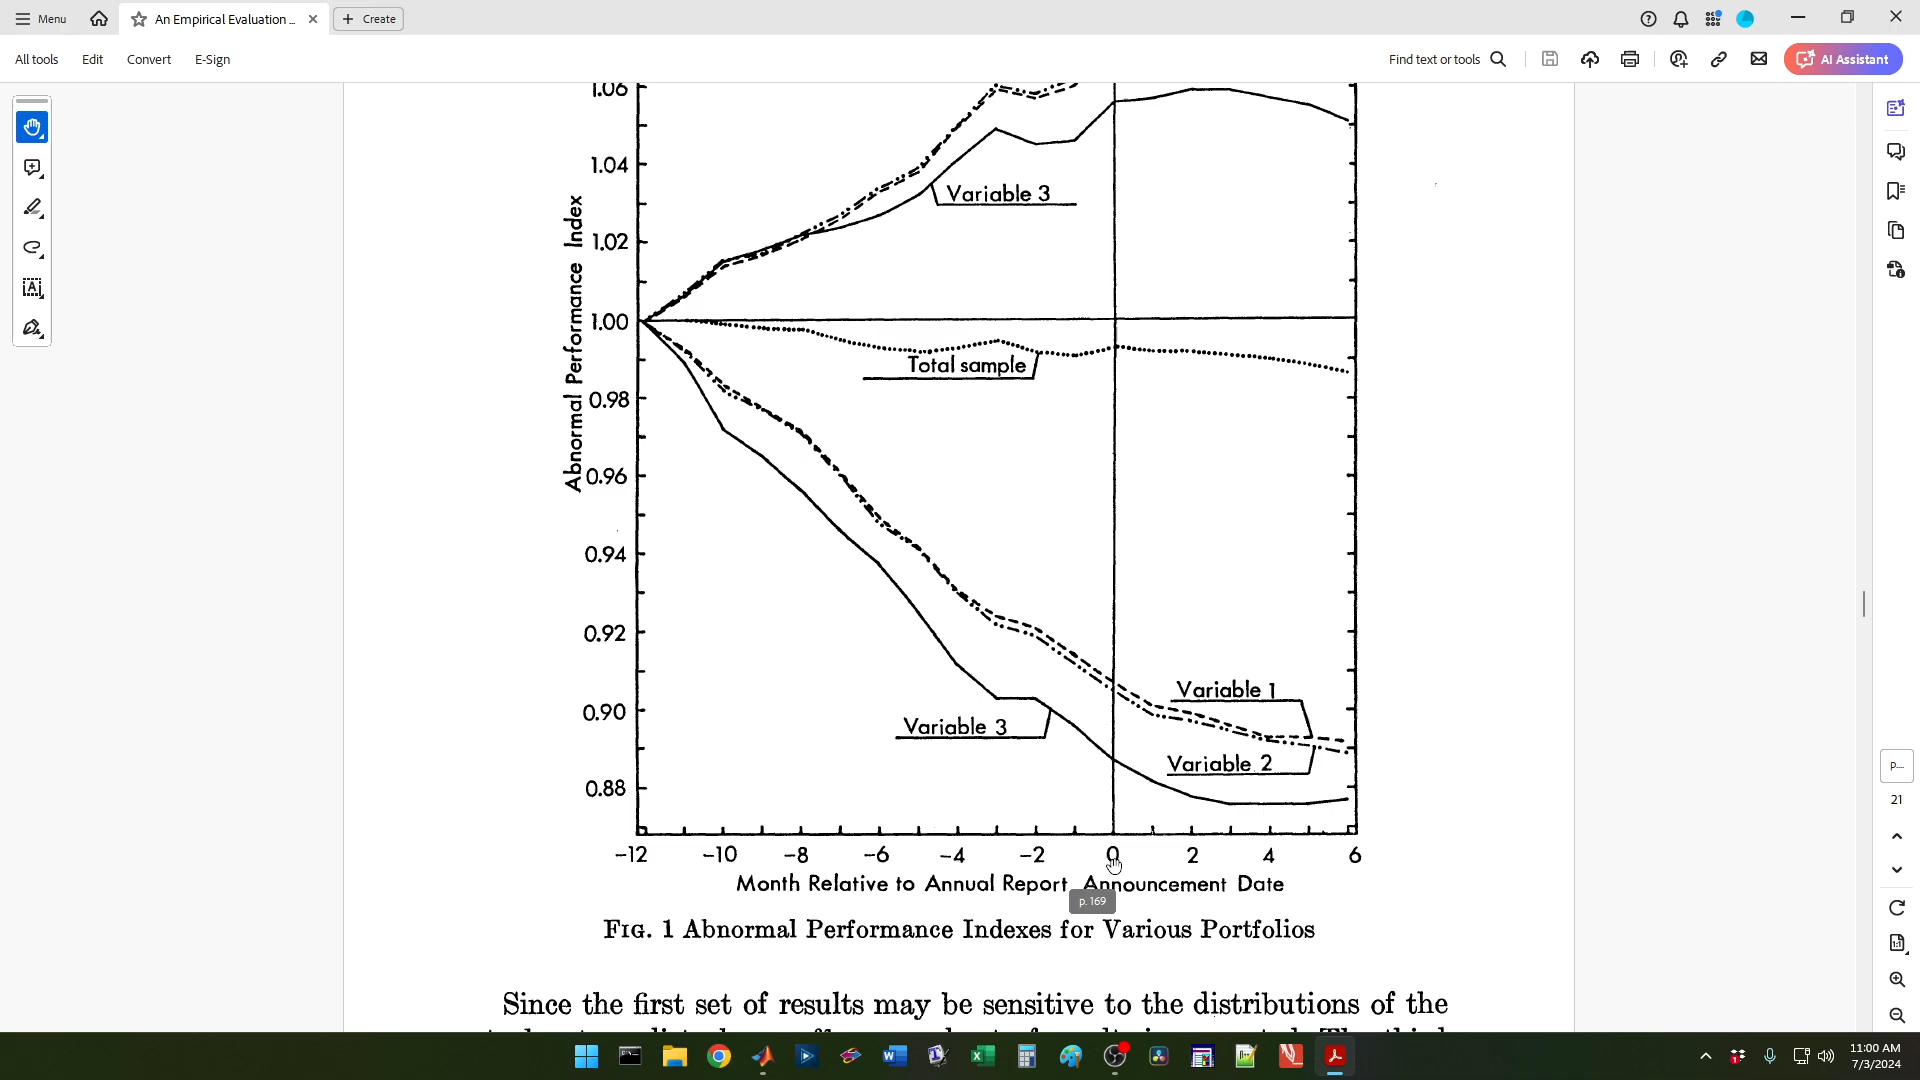 Menu
An Empirical Evaluation ...
Create
All tools
Edit
Convert
E-Sign
Find text or tools
AI Assistant
1.06
1.04
Variable 3
1.02
1.00
Total sample
Abnormal Performance Index
0.98
0.96
0.94
0.92
Variable 1
0.90
Variable 3
Variable 2
0.88
-12 -10 -8 -6 -4 -2 0 2 4 6
Month Relative to Annual Report Announcement Date
p. 169
FIG. 1 Abnormal Performance Indexes for Various Portfolios
Since the first set of results may be sensitive to the distributions of the
P...
21
11:00 AM
7/3/2024